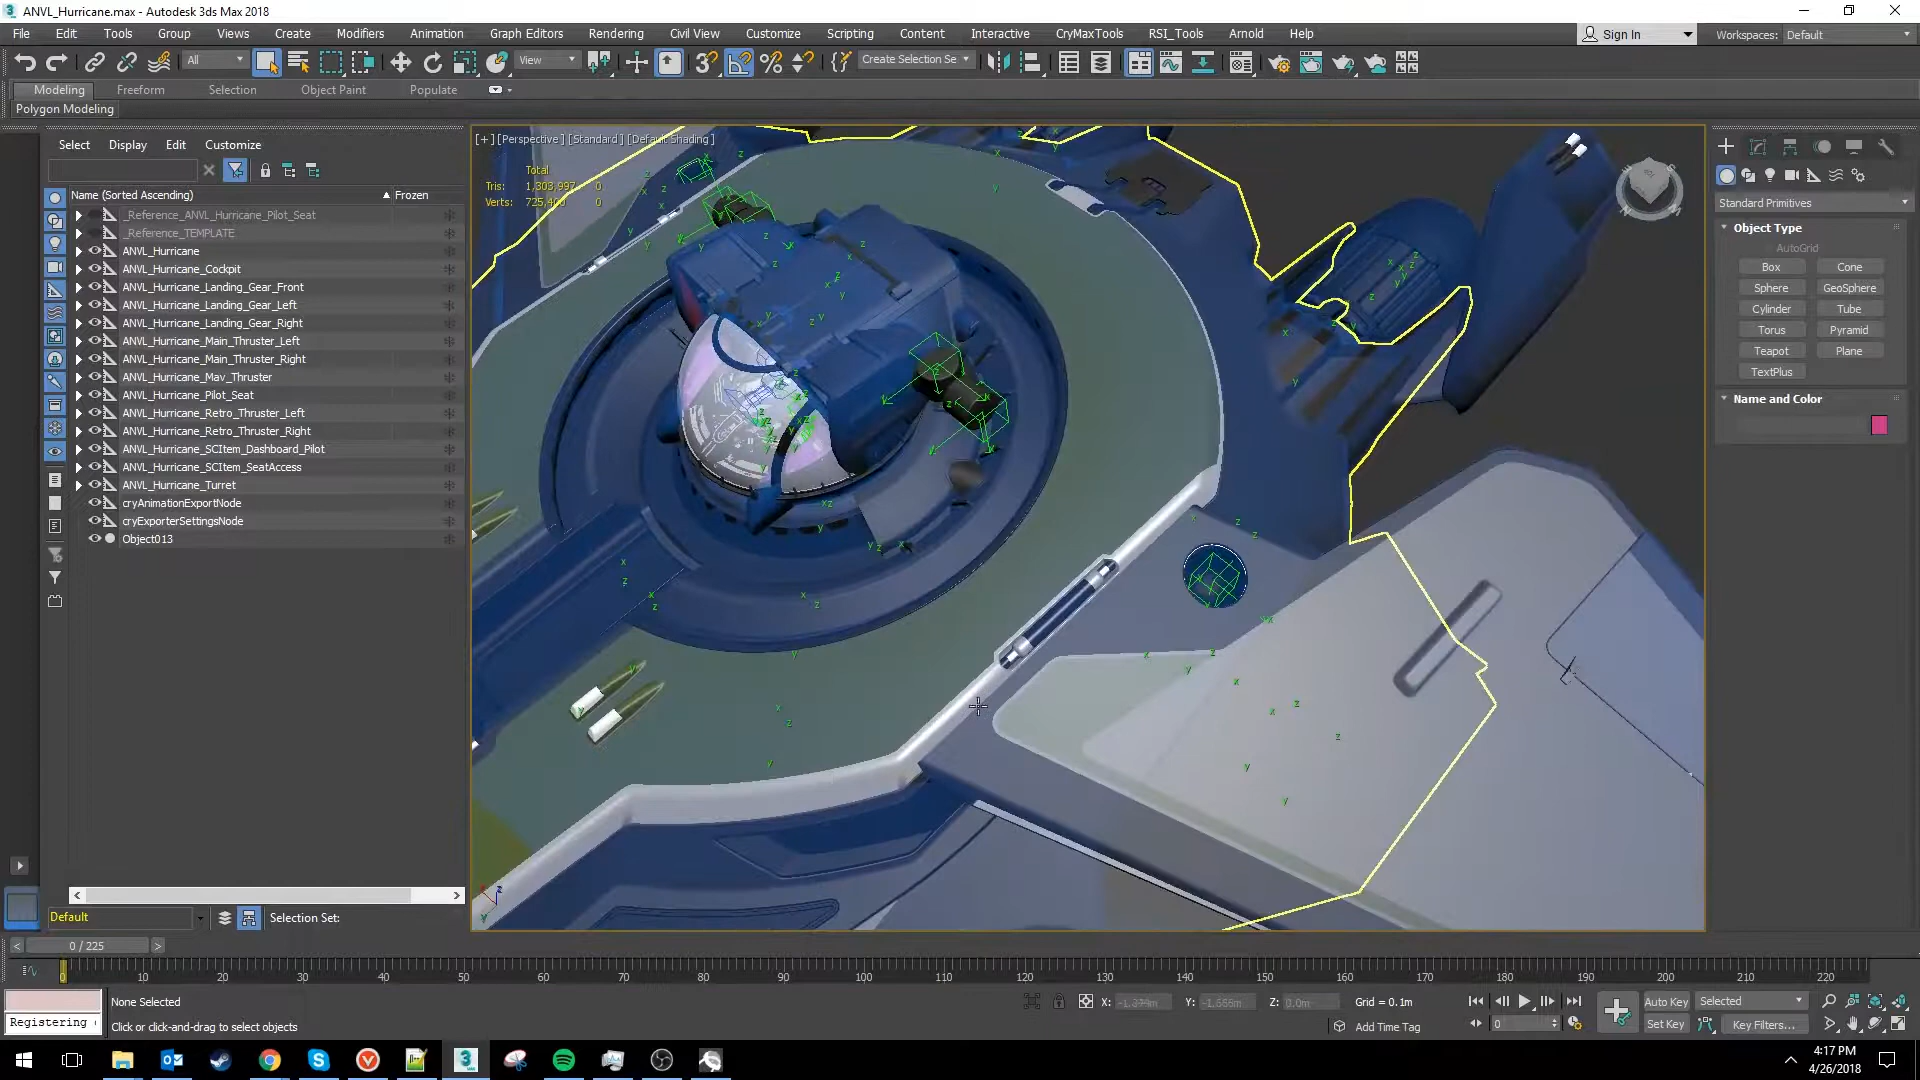 ANVL_Hurricane.max - Autodesk 3ds Max 2018
File Edit Tools Group Views Create Modifiers Animation Graph Editors Rendering Civil View Customize Scripting Content Interactive CryMaxTools RSI_Tools Arnold Help Sign In Workspaces: Default
All View Create Selection Se
Modeling Freeform Selection Object Paint Populate
Polygon Modeling
Select Display Edit Customize
Name (Sorted Ascending) Frozen
_Reference_ANVL_Hurricane_Pilot_Seat
_Reference_TEMPLATE
ANVL_Hurricane
ANVL_Hurricane_Cockpit
ANVL_Hurricane_Landing_Gear_Front
ANVL_Hurricane_Landing_Gear_Left
ANVL_Hurricane_Landing_Gear_Right
ANVL_Hurricane_Main_Thruster_Left
ANVL_Hurricane_Main_Thruster_Right
ANVL_Hurricane_Mav_Thruster
ANVL_Hurricane_Pilot_Seat
ANVL_Hurricane_Retro_Thruster_Left
ANVL_Hurricane_Retro_Thruster_Right
ANVL_Hurricane_SCItem_Dashboard_Pilot
ANVL_Hurricane_SCItem_SeatAccess
ANVL_Hurricane_Turret
cryAnimationExportNode
cryExporterSettingsNode
Object013
Default Selection Set:
[+] [Perspective] [Standard] [Default Shading]
Total
Tris: 1,303,997 0
Verts: 0
Standard Primitives
Object Type
AutoGrid
Box Cone
Sphere GeoSphere
Cylinder Tube
Torus Pyramid
Teapot Plane
TextPlus
Name and Color
0 / 225
0 10 20 30 40 50 60 70 80 90 100 110 120 130 140 150 160 170 180 190 200 210 220
None Selected
Registering
Click or click-and-drag to select objects
X: Y: Z: 0.0m Grid = 0.1m
Add Time Tag
0
Auto Key Selected
Set Key Key Filters...
4:17 PM
4/26/2018